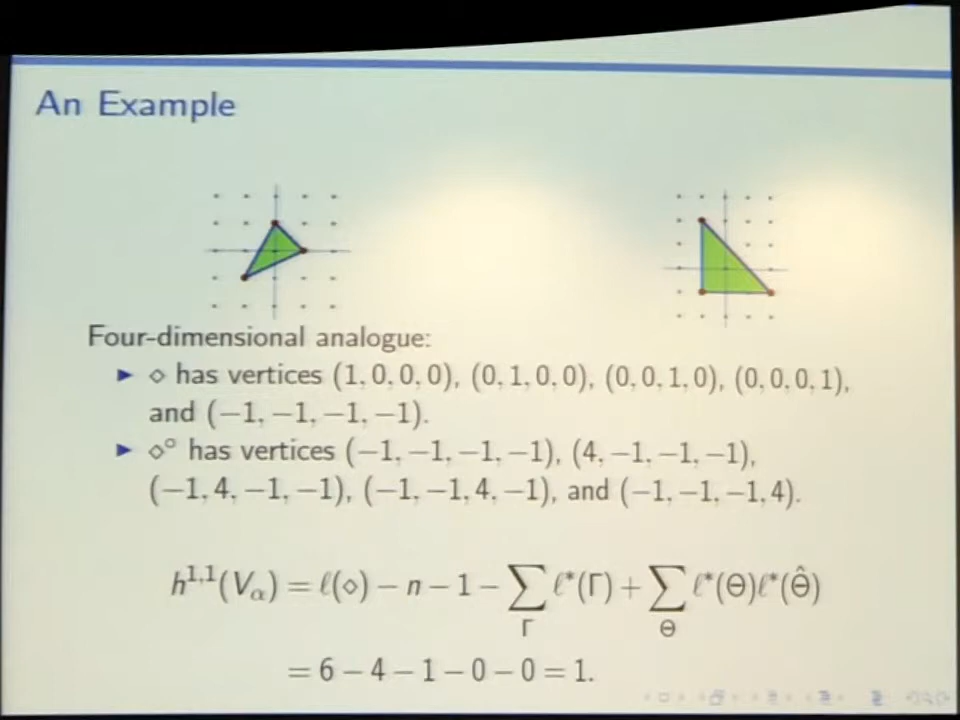 An Example
Four-dimensional analogue:
► ⋄ has vertices (1, 0, 0, 0), (0, 1, 0, 0), (0, 0, 1, 0), (0, 0, 0, 1),
and (−1, −1, −1, −1).
► ⋄° has vertices (−1, −1, −1, −1), (4, −1, −1, −1),
(−1, 4, −1, −1), (−1, −1, 4, −1), and (−1, −1, −1, 4).
h^{1,1}(V_α) = ℓ(⋄) − n − 1 − ∑_Γ ℓ*(Γ) + ∑_Θ ℓ*(Θ)ℓ*(Θ̂)
= 6 − 4 − 1 − 0 − 0 = 1.